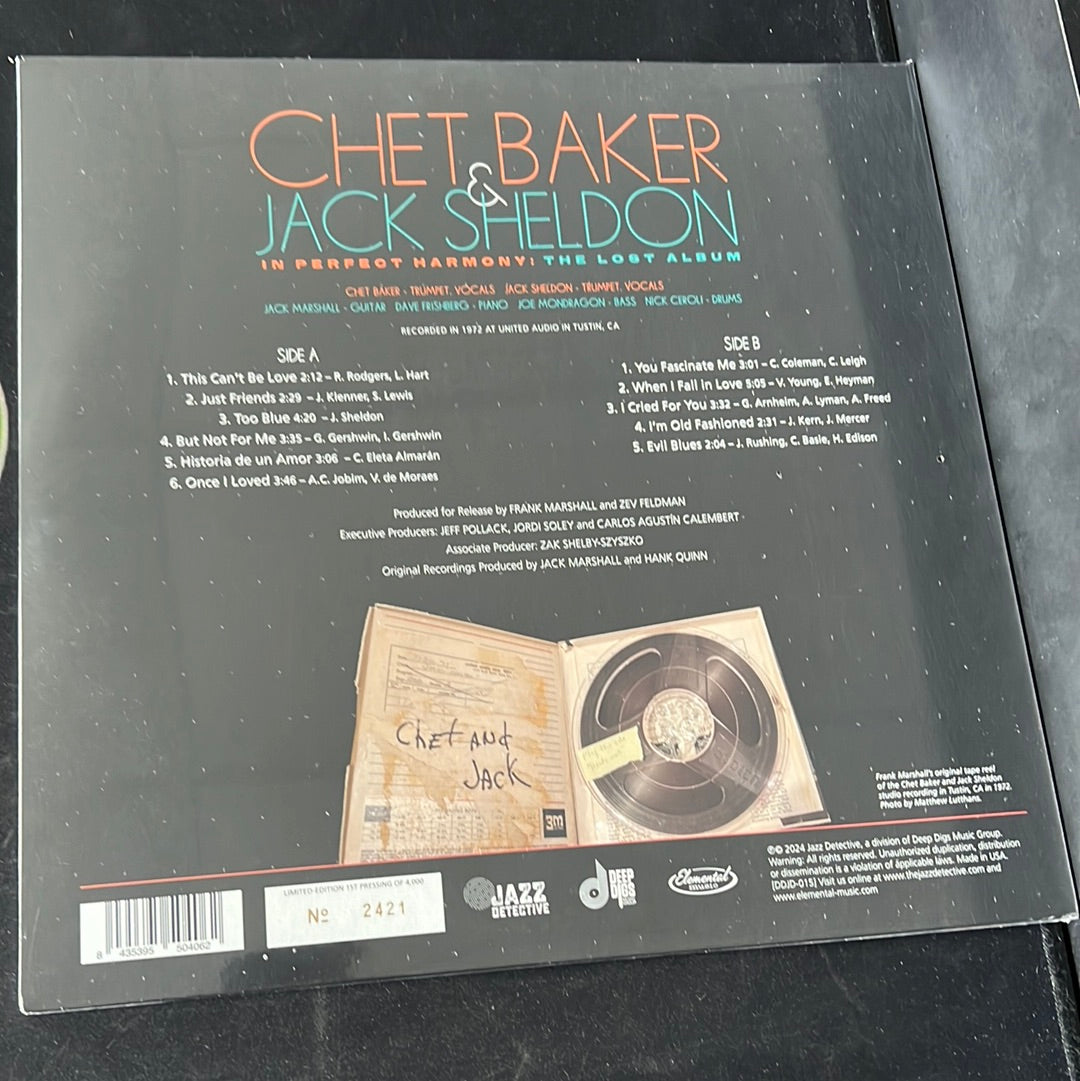 CHET BAKER
&
JACK SHELDON
IN PERFECT HARMONY: THE LOST ALBUM
CHET BAKER - TRUMPET, VOCALS JACK SHELDON - TRUMPET, VOCALS
JACK MARSHALL - GUITAR DAVE FRISHBERG - PIANO JOE MONDRAGON - BASS NICK CEROLI - DRUMS
RECORDED IN 1972 AT UNITED AUDIO IN TUSTIN, CA
SIDE A
1. This Can't Be Love 2:12 – R. Rodgers, L. Hart
2. Just Friends 2:29 – J. Klenner, S. Lewis
3. Too Blue 4:20 – J. Sheldon
4. But Not For Me 3:35 – G. Gershwin, I. Gershwin
5. Historia de un Amor 3:06 – C. Eleta Almarán
6. Once I Loved 3:46 – A.C. Jobim, V. de Moraes
SIDE B
1. You Fascinate Me 3:01 – C. Coleman, C. Leigh
2. When I Fall in Love 5:05 – V. Young, E. Heyman
3. I Cried For You 3:32 – G. Arnheim, A. Lyman, A. Freed
4. I'm Old Fashioned 2:31 – J. Kern, J. Mercer
5. Evil Blues 2:04 – J. Rushing, C. Basie, H. Edison
Produced for Release by FRANK MARSHALL and ZEV FELDMAN
Executive Producers: JEFF POLLACK, JORDI SOLEY and CARLOS AGUSTÍN CALEMBERT
Associate Producer: ZAK SHELBY-SZYSZKO
Original Recordings Produced by JACK MARSHALL and HANK QUINN
CHET AND
JACK
3M
Frank Marshall's original tape reel
of the Chet Baker and Jack Sheldon
studio recording in Tustin, CA in 1972.
Photo by Matthew Lutthans.
8 435395 504062
LIMITED-EDITION 1ST PRESSING OF 4,000
Nº 2421
JAZZ
DETECTIVE
DEEP
DIGS
Elemental
music
℗© 2024 Jazz Detective, a division of Deep Digs Music Group.
Warning: All rights reserved. Unauthorized duplication, distribution
or dissemination is a violation of applicable laws. Made in USA.
[DDJD-015] Visit us online at www.thejazzdetective.com and
www.elemental-music.com